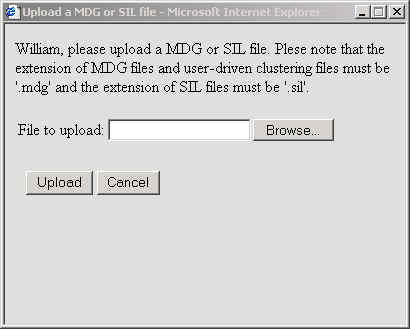 Upload a MDG or SIL file - Microsoft Internet Explorer
William, please upload a MDG or SIL file. Plese note that the
extension of MDG files and user-driven clustering files must be
'.mdg' and the extension of SIL files must be '.sil'.
File to upload: Browse...
Upload Cancel